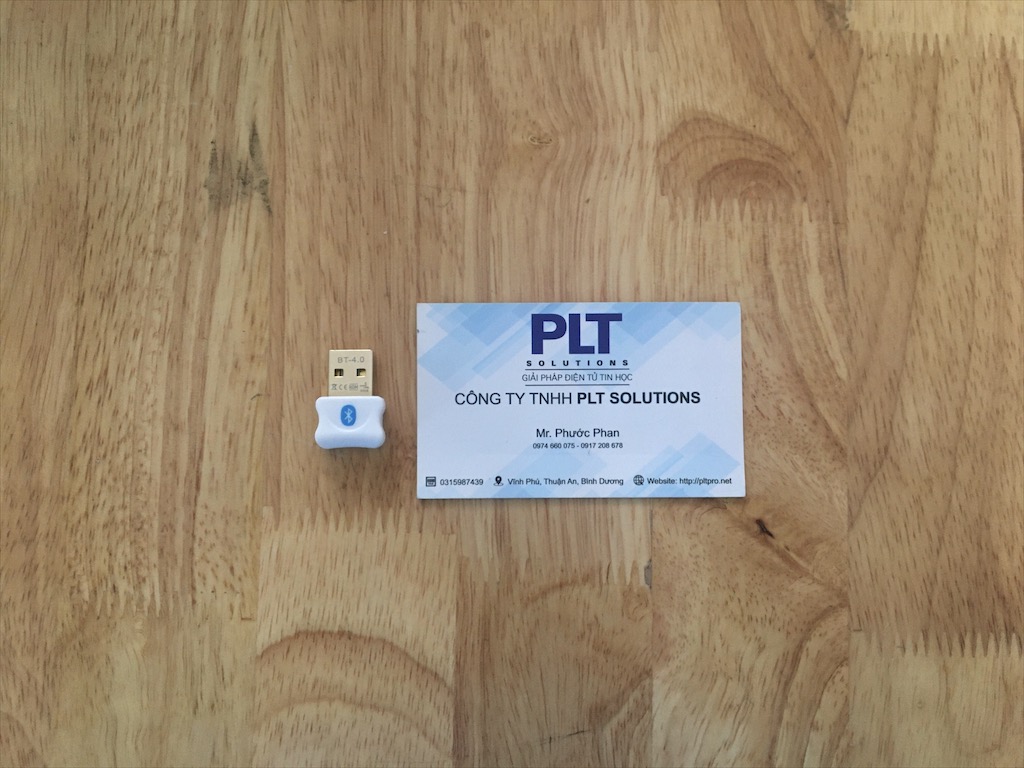 BT-4.0
PLT
SOLUTIONS
GIẢI PHÁP ĐIỆN TỬ TIN HỌC
CÔNG TY TNHH PLT SOLUTIONS
Mr. Phước Phan
0974 660 075 - 0917 208 678
0315987439 Vĩnh Phú, Thuận An, Bình Dương Website: http://pltpro.net